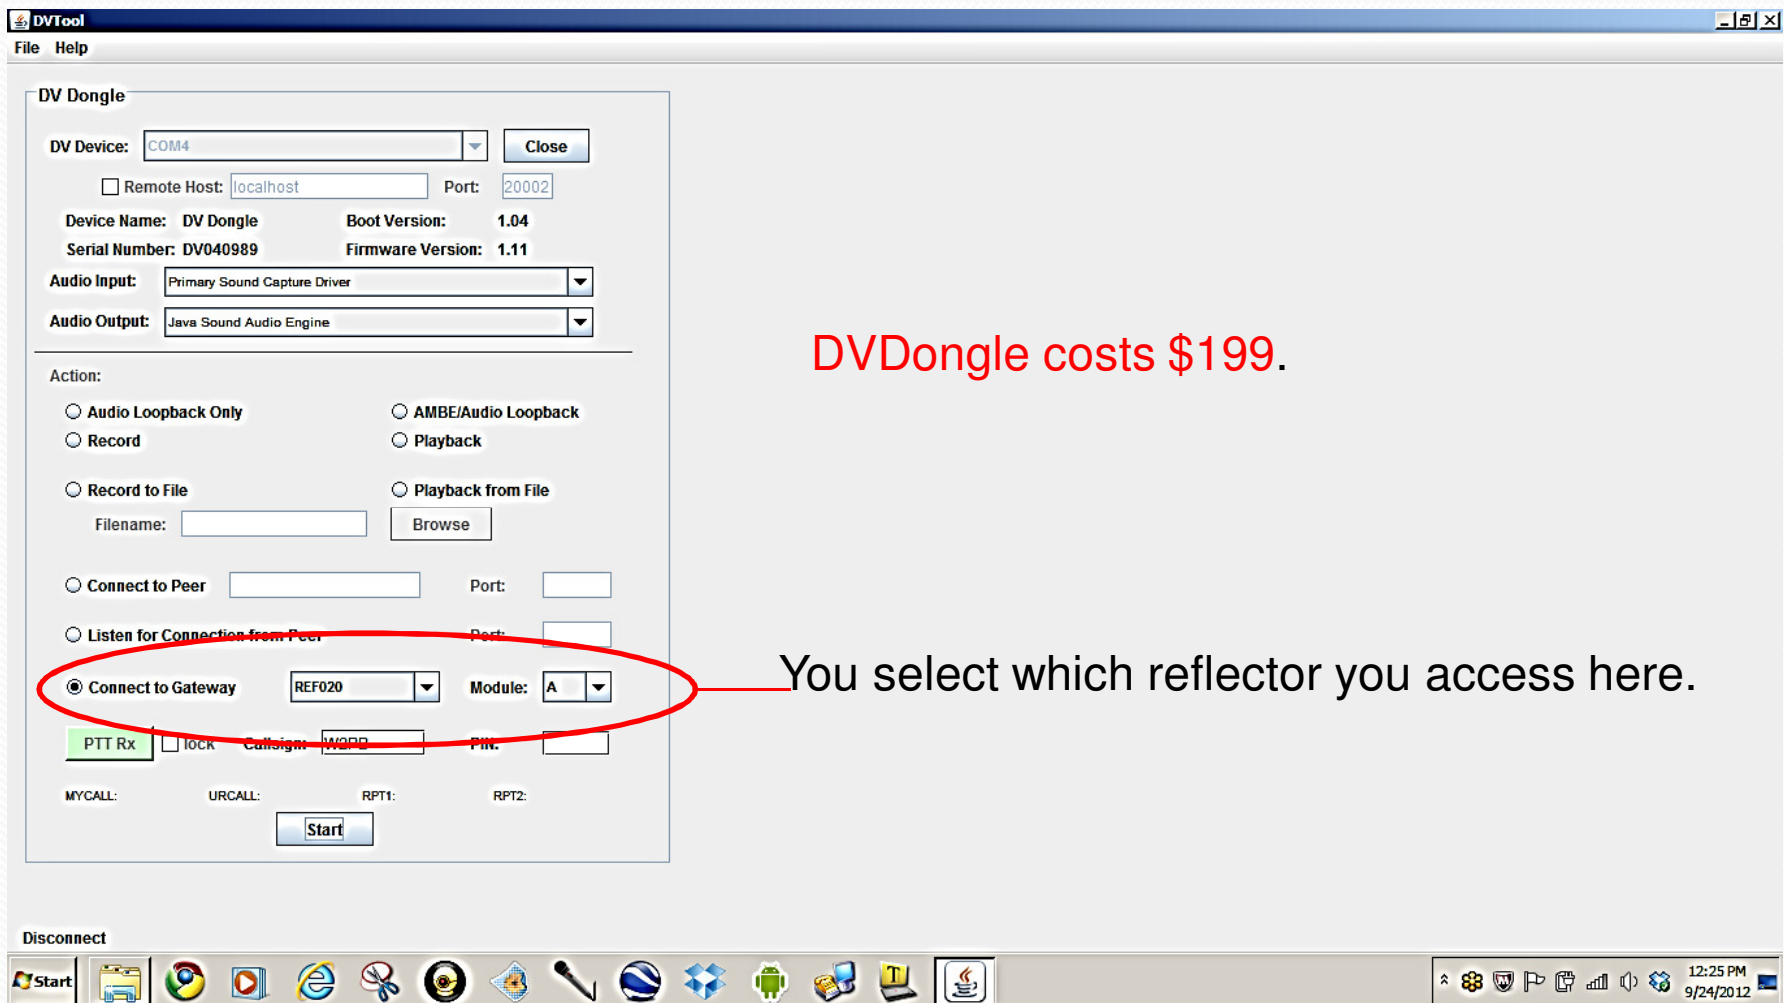 DVTool
File Help
DV Dongle
DV Device: COM4 Close
Remote Host: localhost Port: 20002
Device Name: DV Dongle Boot Version: 1.04
Serial Number: DV040989 Firmware Version: 1.11
Audio Input: Primary Sound Capture Driver
Audio Output: Java Sound Audio Engine
DVDongle costs $199.
Action:
Audio Loopback Only AMBE/Audio Loopback
Record Playback
Record to File Playback from File
Filename: Browse
Connect to Peer Port:
Listen for Connection from Peer Port:
Connect to Gateway REF020 Module: A
You select which reflector you access here.
PTT Rx lock Callsign: PIN:
MYCALL: URCALL: RPT1: RPT2:
Start
Disconnect
Start
12:25 PM
9/24/2012